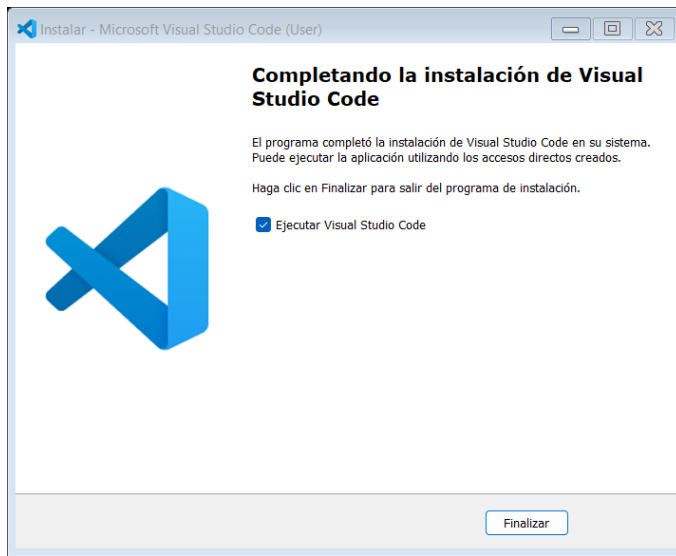 Instalar - Microsoft Visual Studio Code (User)
Completando la instalación de Visual
Studio Code
El programa completó la instalación de Visual Studio Code en su sistema.
Puede ejecutar la aplicación utilizando los accesos directos creados.
Haga clic en Finalizar para salir del programa de instalación.
Ejecutar Visual Studio Code
Finalizar